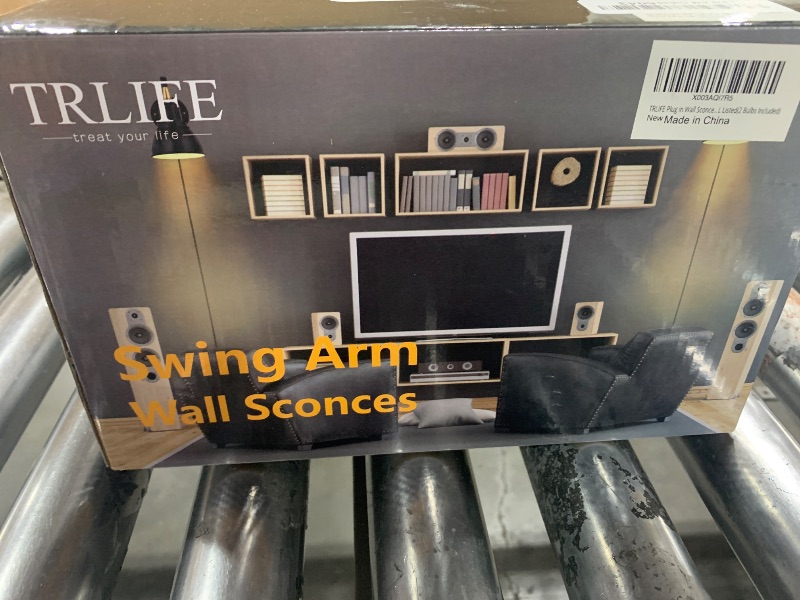 TRLIFE
treat your life
X003AQI7R5
TRLIFE Plug in Wall Sconce...L Listed(2 Bulbs Included)
New Made in China
Swing Arm
Wall Sconces